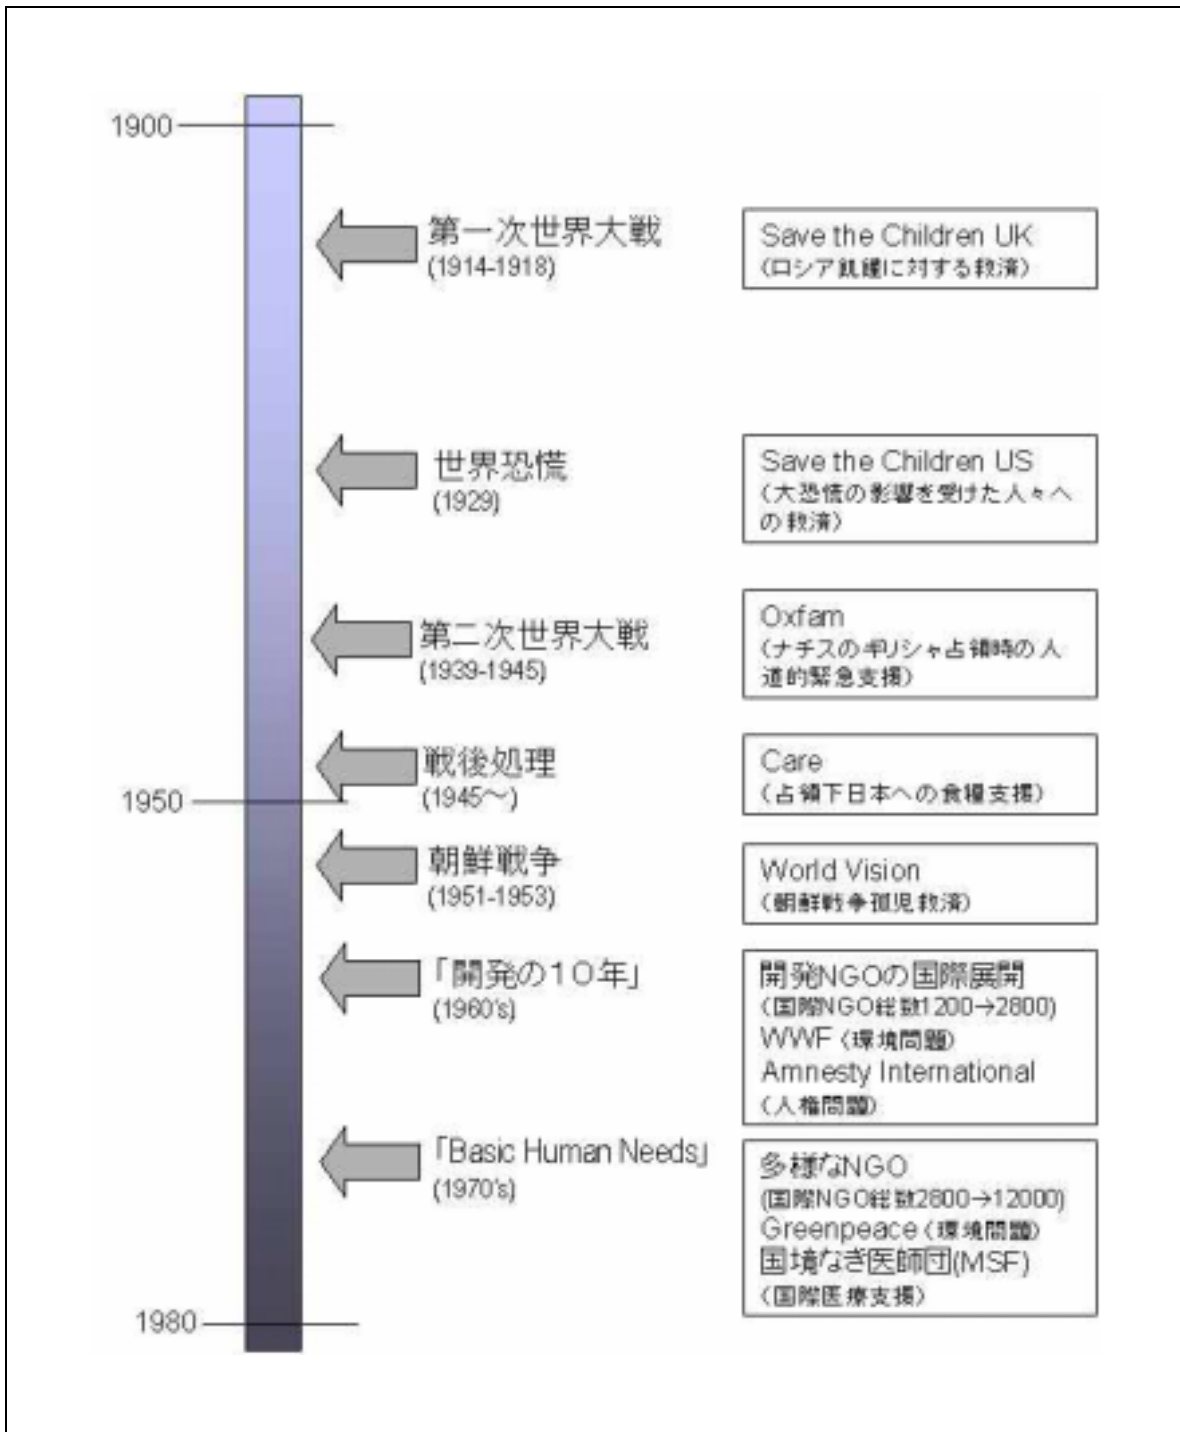 1900
第一次世界大戦
(1914-1918)
Save the Children UK
(ロシア飢饉に対する救済)
世界恐慌
(1929)
Save the Children US
(大恐慌の影響を受けた人々へ
の救済)
第二次世界大戦
(1939-1945)
Oxfam
(ナチスのギリシャ占領時の人
道的緊急支援)
戦後処理
(1945～)
Care
(占領下日本への食糧支援)
1950
朝鮮戦争
(1951-1953)
World Vision
(朝鮮戦争孤児救済)
「開発の10年」
(1960's)
開発NGOの国際展開
(国際NGO総数1200→2800)
WWF (環境問題)
Amnesty International
(人権問題)
「Basic Human Needs」
(1970's)
多様なNGO
(国際NGO総数2800→12000)
Greenpeace (環境問題)
国境なき医師団(MSF)
(国際医療支援)
1980